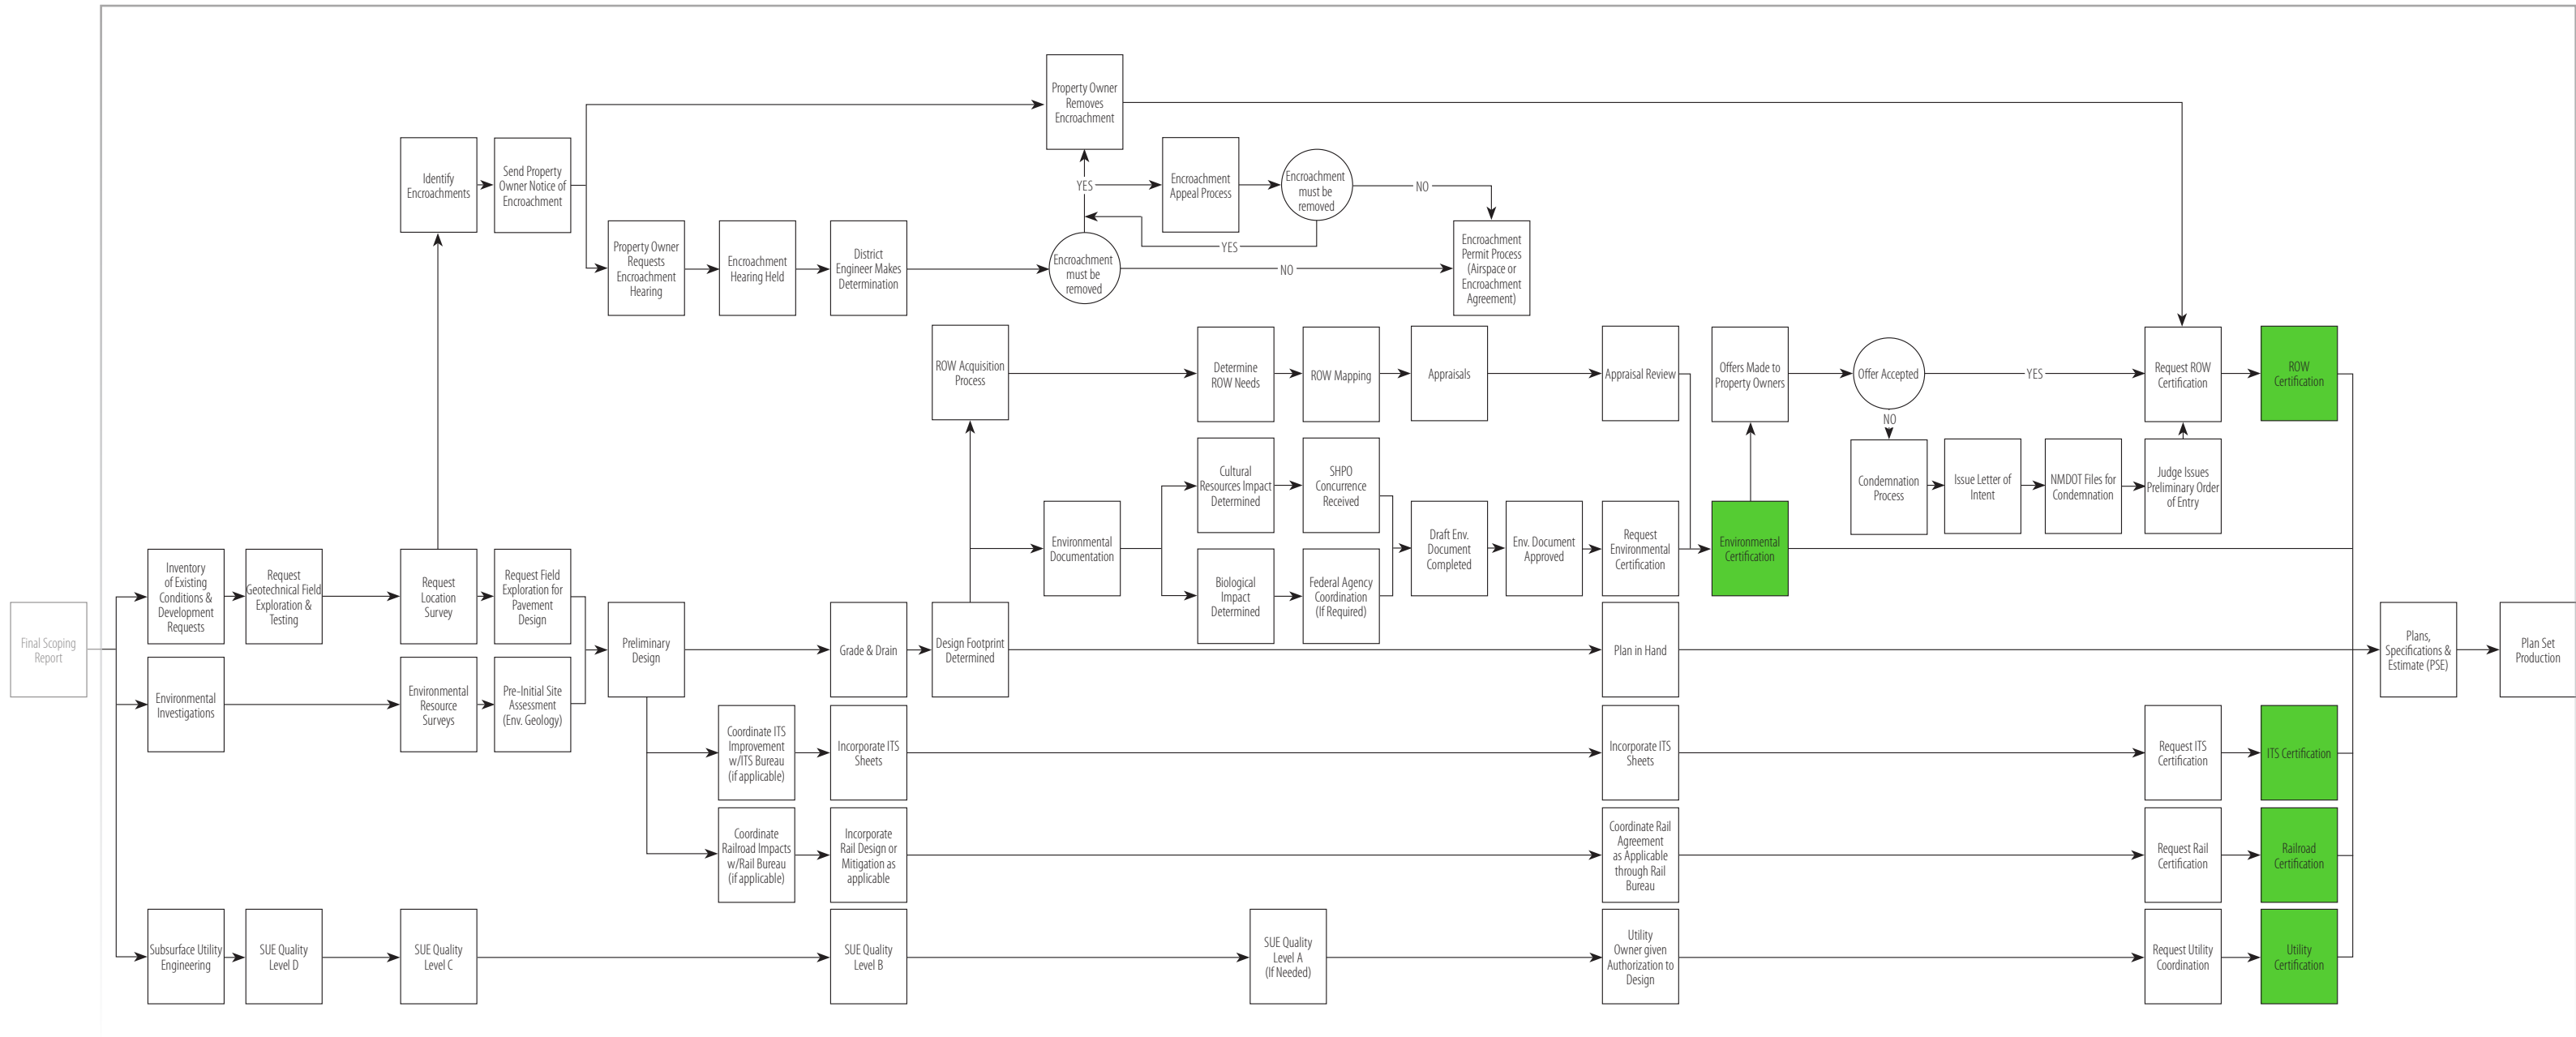 Property Owner
Removes
Encroachment
Identify
Encroachments
Send Property
Owner Notice of
Encroachment
YES
Encroachment
Appeal Process
Encroachment
must be
removed
NO
Property Owner
Requests
Encroachment
Hearing
Encroachment
Hearing Held
District
Engineer Makes
Determination
Encroachment
must be
removed
YES
NO
Encroachment
Permit Process
(Airspace or
Encroachment
Agreement)
ROW Acquisition
Process
Determine
ROW Needs
ROW Mapping
Appraisals
Appraisal Review
Offers Made to
Property Owners
Offer Accepted
YES
Request ROW
Certification
ROW
Certification
NO
Cultural
Resources Impact
Determined
SHPO
Concurrence
Received
Condemnation
Process
Issue Letter of
Intent
NMDOT Files for
Condemnation
Judge Issues
Preliminary Order
of Entry
Environmental
Documentation
Draft Env.
Document
Completed
Env. Document
Approved
Request
Environmental
Certification
Environmental
Certification
Inventory
of Existing
Conditions &
Development
Requests
Request
Geotechnical Field
Exploration &
Testing
Request
Location
Survey
Request Field
Exploration for
Pavement
Design
Biological
Impact
Determined
Federal Agency
Coordination
(If Required)
Final Scoping
Report
Preliminary
Design
Grade & Drain
Design Footprint
Determined
Plan in Hand
Plans,
Specifications &
Estimate (PSE)
Plan Set
Production
Environmental
Investigations
Environmental
Resource
Surveys
Pre-Initial Site
Assessment
(Env. Geology)
Coordinate ITS
Improvement
w/ITS Bureau
(if applicable)
Incorporate ITS
Sheets
Incorporate ITS
Sheets
Request ITS
Certification
ITS Certification
Coordinate
Railroad Impacts
w/Rail Bureau
(if applicable)
Incorporate
Rail Design or
Mitigation as
applicable
Coordinate Rail
Agreement
as Applicable
through Rail
Bureau
Request Rail
Certification
Railroad
Certification
Subsurface Utility
Engineering
SUE Quality
Level D
SUE Quality
Level C
SUE Quality
Level B
SUE Quality
Level A
(If Needed)
Utility
Owner given
Authorization to
Design
Request Utility
Coordination
Utility
Certification